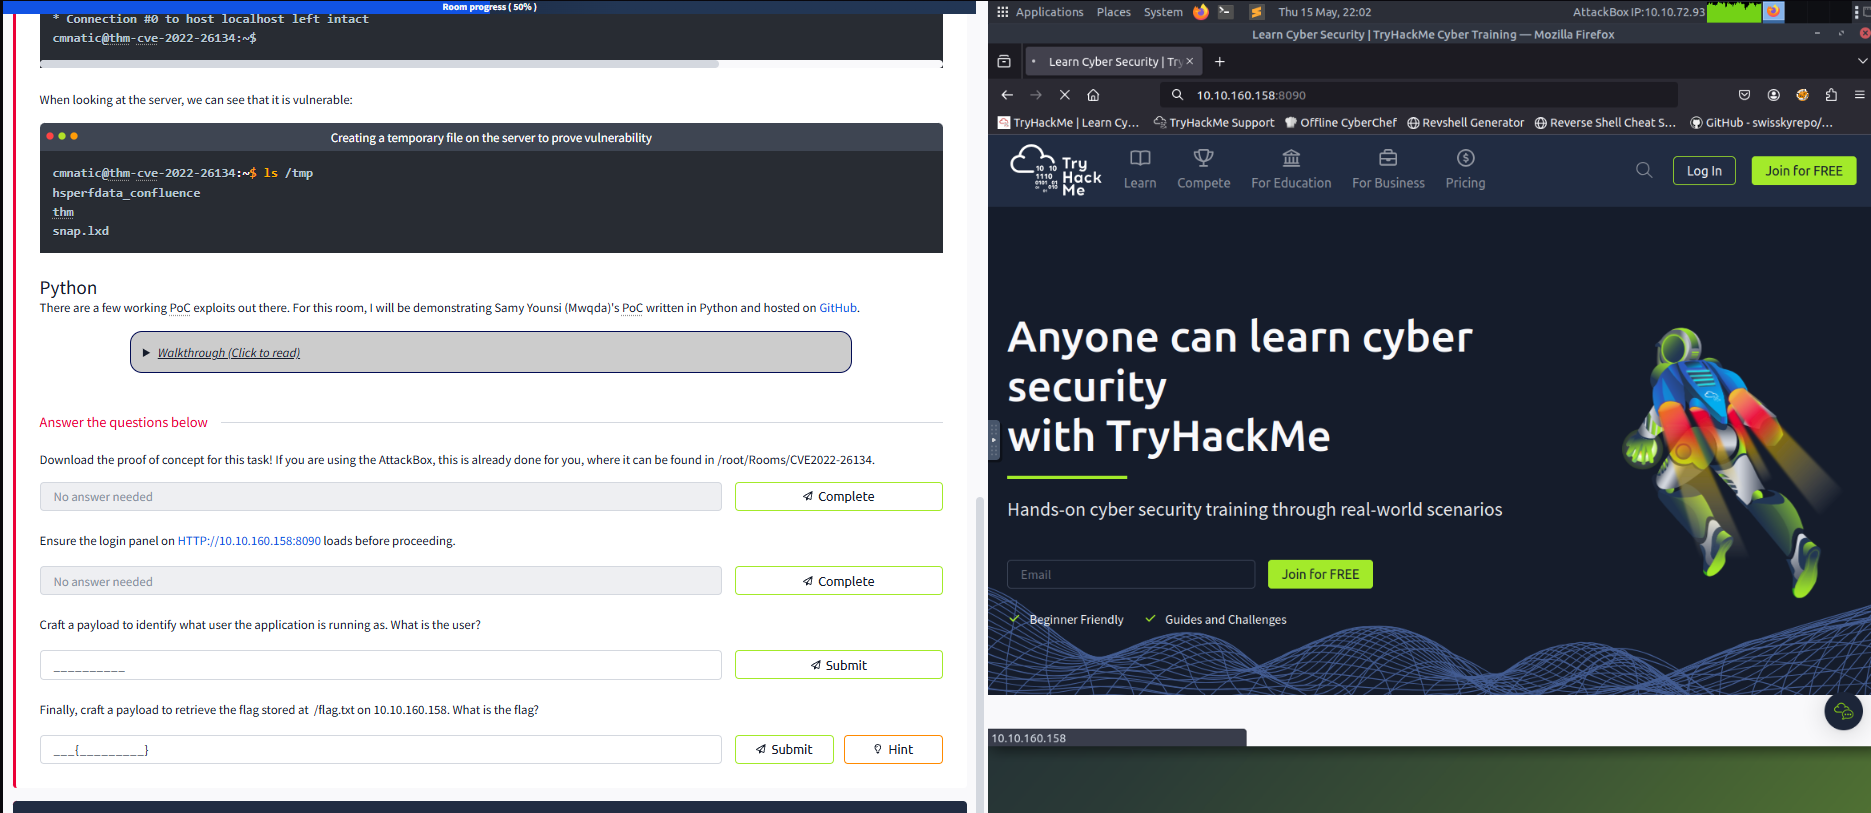 Room progress ( 50% )
* Connection #0 to host localhost left intact
cmnatic@thm-cve-2022-26134:~$
When looking at the server, we can see that it is vulnerable:
Creating a temporary file on the server to prove vulnerability
cmnatic@thm-cve-2022-26134:~$ ls /tmp
hsperfdata_confluence
thm
snap.lxd
Python
There are a few working PoC exploits out there. For this room, I will be demonstrating Samy Younsi (Mwqda)'s PoC written in Python and hosted on GitHub.
Walkthrough (Click to read)
Answer the questions below
Download the proof of concept for this task! If you are using the AttackBox, this is already done for you, where it can be found in /root/Rooms/CVE2022-26134.
No answer needed
Complete
Ensure the login panel on HTTP://10.10.160.158:8090 loads before proceeding.
No answer needed
Complete
Craft a payload to identify what user the application is running as. What is the user?
__________
Submit
Finally, craft a payload to retrieve the flag stored at /flag.txt on 10.10.160.158. What is the flag?
___{_________}
Submit
Hint
Applications Places System Thu 15 May, 22:02 AttackBox IP:10.10.72.93
Learn Cyber Security | TryHackMe Cyber Training — Mozilla Firefox
Learn Cyber Security | Try
10.10.160.158:8090
TryHackMe | Learn Cy... TryHackMe Support Offline CyberChef Revshell Generator Reverse Shell Cheat S... GitHub - swisskyrepo/...
Try
Hack
Me
10 10
1110
0101 01
Learn
Compete
For Education
For Business
Pricing
Log In
Join for FREE
Anyone can learn cyber
security
with TryHackMe
Hands-on cyber security training through real-world scenarios
Email
Join for FREE
Beginner Friendly
Guides and Challenges
10.10.160.158